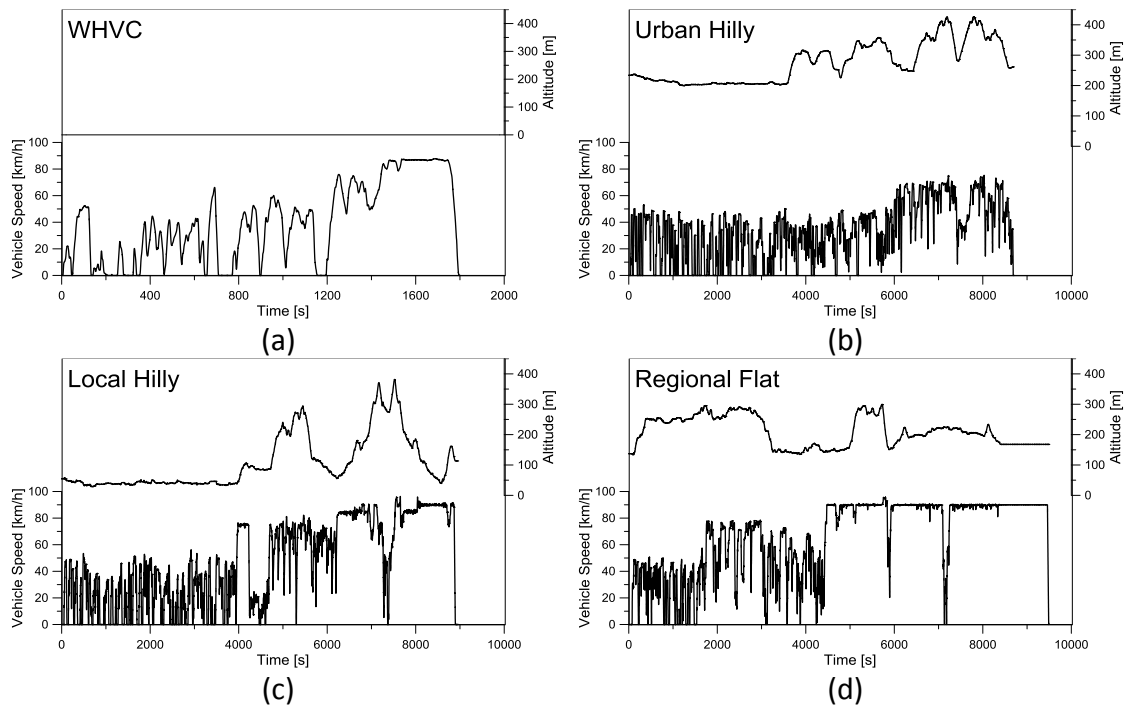 WHVC
400
300
200
100
0
Altitude [m]
100
80
60
40
20
0
Vehicle Speed [km/h]
0 400 800 1200 1600 2000
Time [s]
(a)
Urban Hilly
400
300
200
100
0
Altitude [m]
100
80
60
40
20
0
Vehicle Speed [km/h]
0 2000 4000 6000 8000 10000
Time [s]
(b)
Local Hilly
400
300
200
100
0
Altitude [m]
100
80
60
40
20
0
Vehicle Speed [km/h]
0 2000 4000 6000 8000 10000
Time [s]
(c)
Regional Flat
400
300
200
100
0
Altitude [m]
100
80
60
40
20
0
Vehicle Speed [km/h]
0 2000 4000 6000 8000 10000
Time [s]
(d)